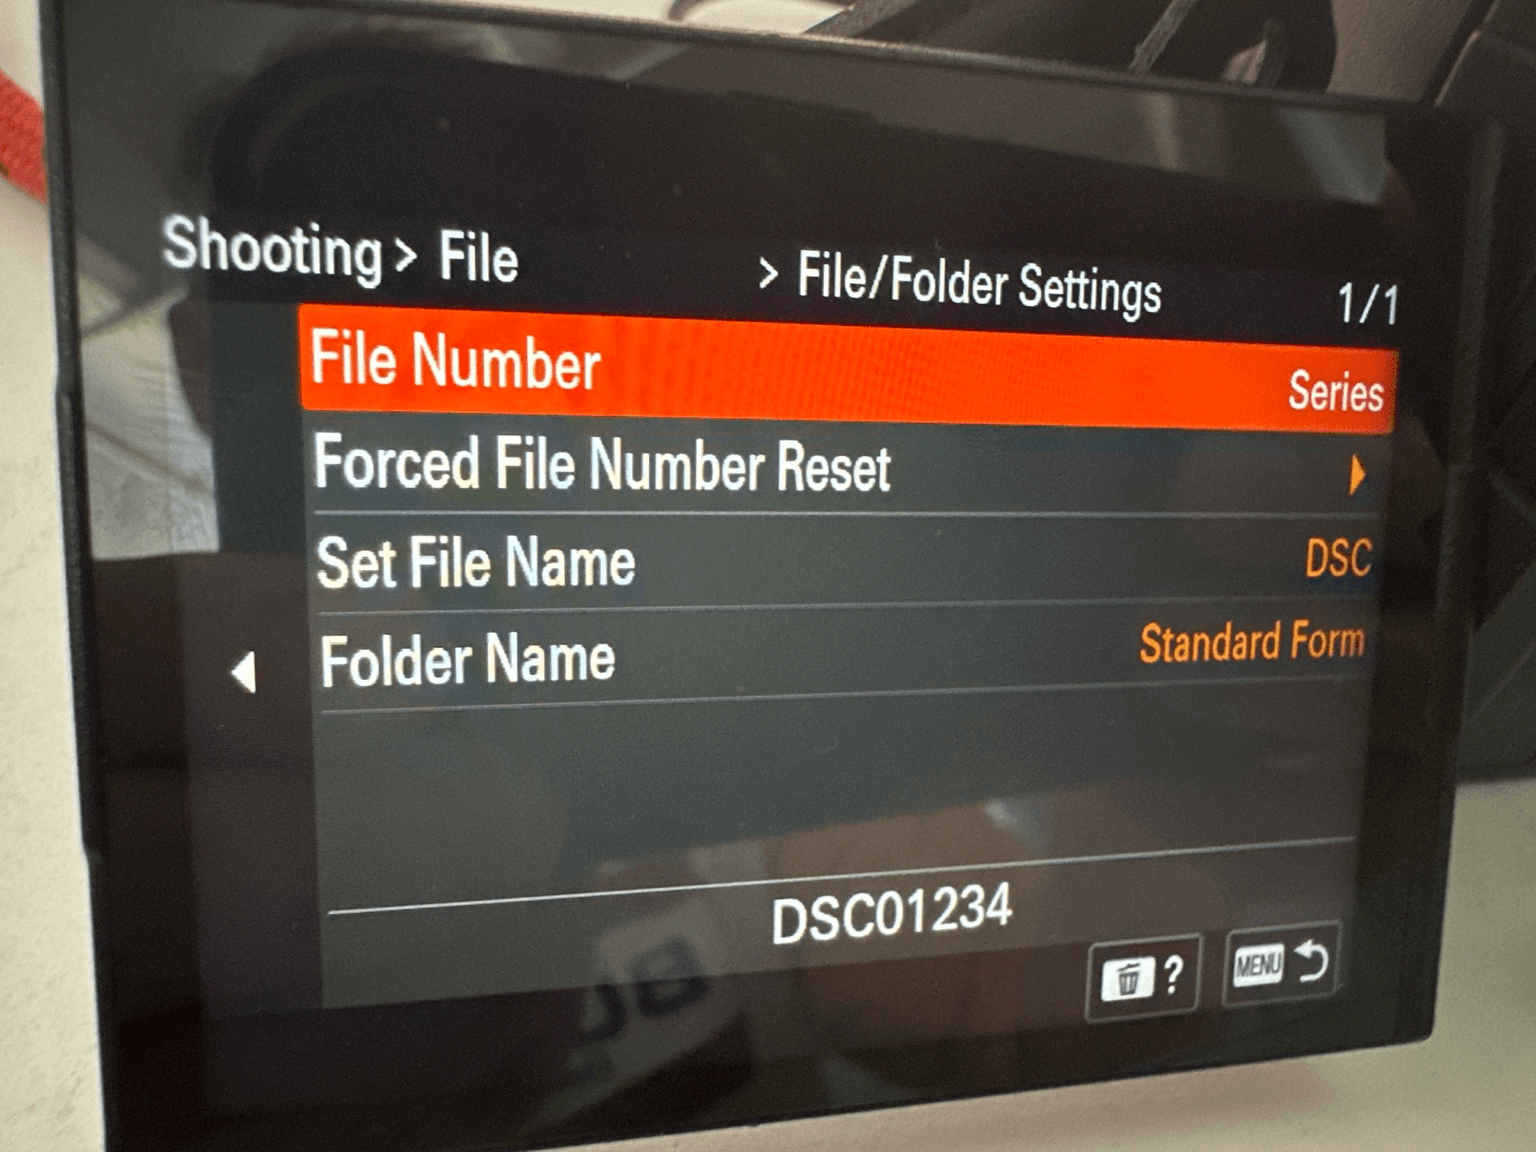 Shooting > File > File/Folder Settings 1/1
File Number Series
Forced File Number Reset
Set File Name DSC
Folder Name Standard Form
DSC01234
? MENU